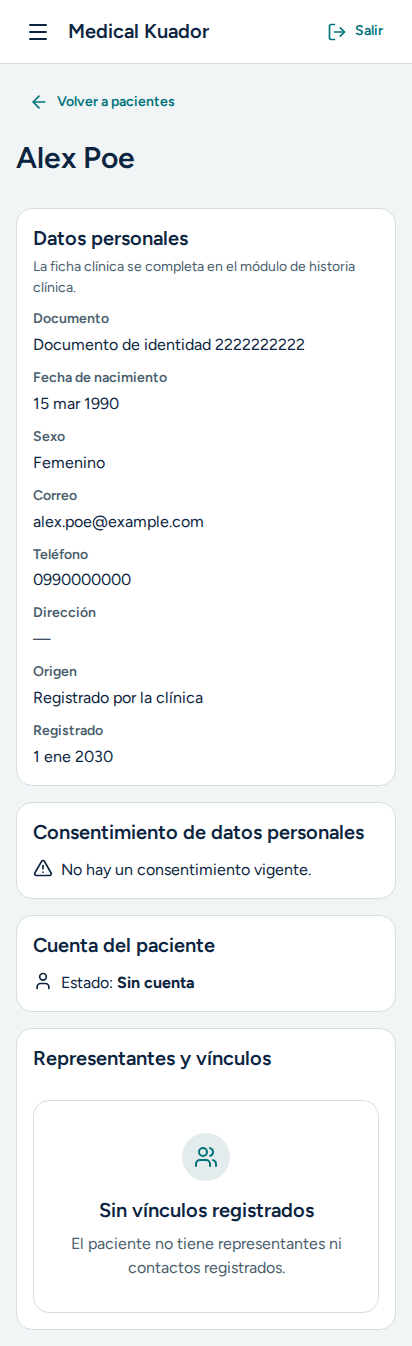 Medical Kuador
Salir
Volver a pacientes
Alex Poe
Datos personales
La ficha clínica se completa en el módulo de historia
clínica.
Documento
Documento de identidad 2222222222
Fecha de nacimiento
15 mar 1990
Sexo
Femenino
Correo
alex.poe@example.com
Teléfono
0990000000
Dirección
—
Origen
Registrado por la clínica
Registrado
1 ene 2030
Consentimiento de datos personales
No hay un consentimiento vigente.
Cuenta del paciente
Estado: Sin cuenta
Representantes y vínculos
Sin vínculos registrados
El paciente no tiene representantes ni
contactos registrados.